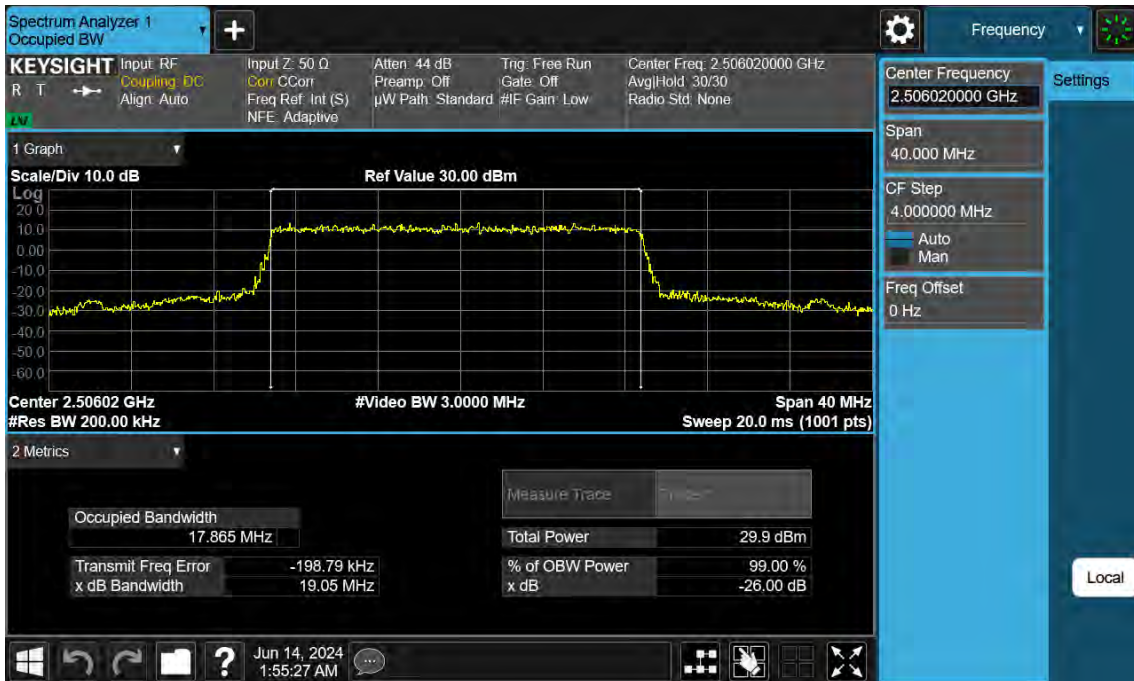 Spectrum Analyzer 1
Occupied BW
Frequency
KEYSIGHT
R T
Input: RF
Coupling: DC
Align: Auto
Input Z: 50 Ω
Corr CCorr
Freq Ref: Int (S)
NFE: Adaptive
Atten: 44 dB
Preamp: Off
µW Path: Standard
Trig: Free Run
Gate: Off
#IF Gain: Low
Center Freq: 2.506020000 GHz
Avg|Hold: 30/30
Radio Std: None
Center Frequency
2.506020000 GHz
Settings
Span
40.000 MHz
CF Step
4.000000 MHz
Auto
Man
Freq Offset
0 Hz
Local
1 Graph
Scale/Div 10.0 dB
Ref Value 30.00 dBm
Log
20.0
10.0
0.00
-10.0
-20.0
-30.0
-40.0
-50.0
-60.0
Center 2.50602 GHz
#Video BW 3.0000 MHz
Span 40 MHz
#Res BW 200.00 kHz
Sweep 20.0 ms (1001 pts)
2 Metrics
Measure Trace
Occupied Bandwidth
17.865 MHz
Total Power 29.9 dBm
Transmit Freq Error -198.79 kHz
% of OBW Power 99.00 %
x dB Bandwidth 19.05 MHz
x dB -26.00 dB
Jun 14, 2024
1:55:27 AM